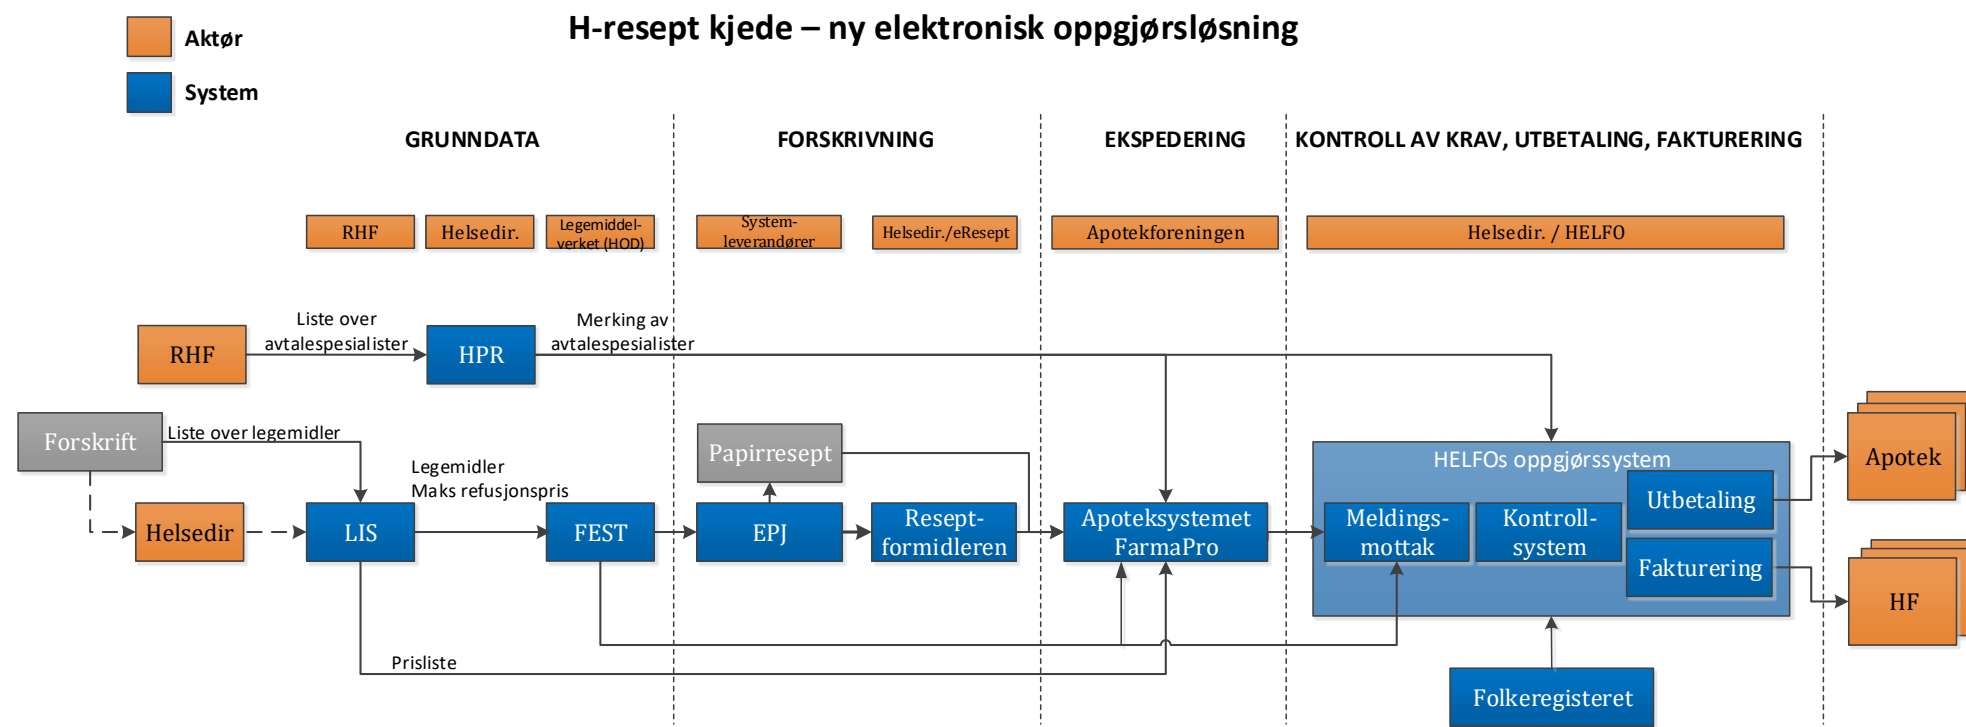 H-resept kjede – ny elektronisk oppgjørsløsning
Aktør
System
GRUNNDATA
FORSKRIVNING
EKSPEDERING
KONTROLL AV KRAV, UTBETALING, FAKTURERING
RHF
Helsedir.
Legemiddel-
verket (HOD)
System-
leverandører
Helsedir./eResept
Apotekforeningen
Helsedir. / HELFO
RHF
Liste over
avtalespesialister
HPR
Merking av
avtalespesialister
Forskrift
Liste over legemidler
Legemidler
Maks refusjonspris
Papirresept
HELFOs oppgjørssystem
Apotek
Helsedir
LIS
FEST
EPJ
Resept-
formidleren
Apoteksystemet
FarmaPro
Meldings-
mottak
Kontroll-
system
Utbetaling
Fakturering
HF
Prisliste
Folkeregisteret